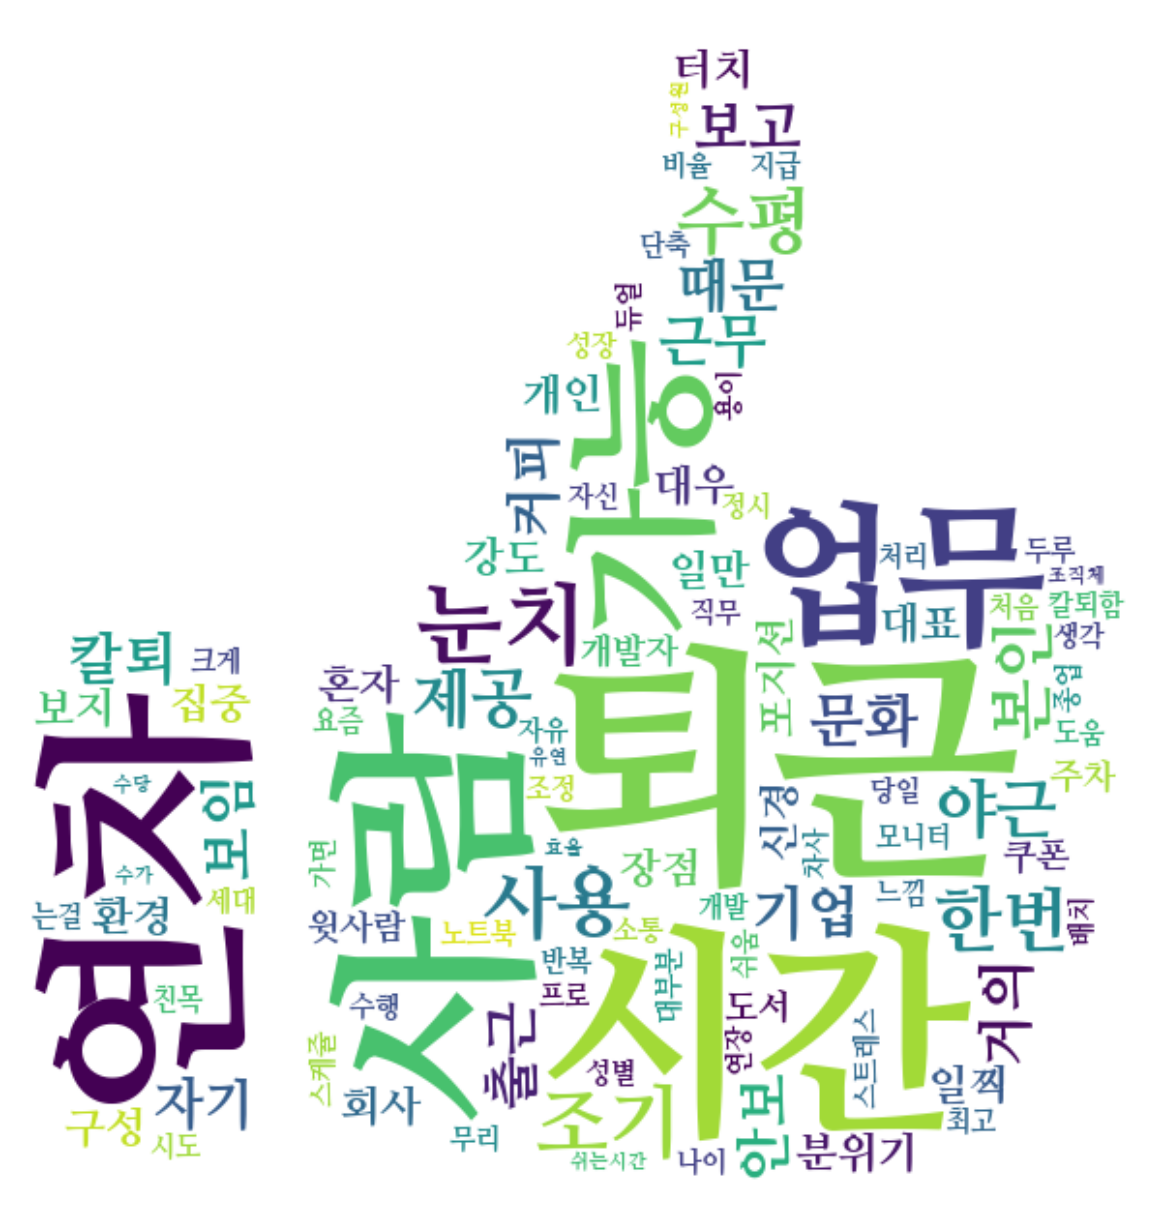 터치
구성원
보고
비율
지급
수평
단축
때문
듀얼
근무
성장
개인
용이
가능
커피
자신
대우
정시
업무
처리
두루
조직체
강도
일만
눈치
직무
대표
처음
칼퇴함
칼퇴
크게
개발자
포지션
본인
생각
보지
집중
혼자
제공
퇴근
문화
종업
도움
요즘
자유
유연
연차
수당
보임
사람
조정
신경
당일
야근
주차
모니터
차사
쿠폰
가면
효율
장점
수가
세대
는걸
환경
윗사람
노트북
사용
소통
개발
기업
느낌
한번
배치
쉬움
친목
수행
반복
프로
대부분
시간
도서
거의
자기
스케줄
회사
출근
성별
연장
스트레스
일찍
최고
구성
시도
무리
조기
쉬는시간
나이
안보
분위기